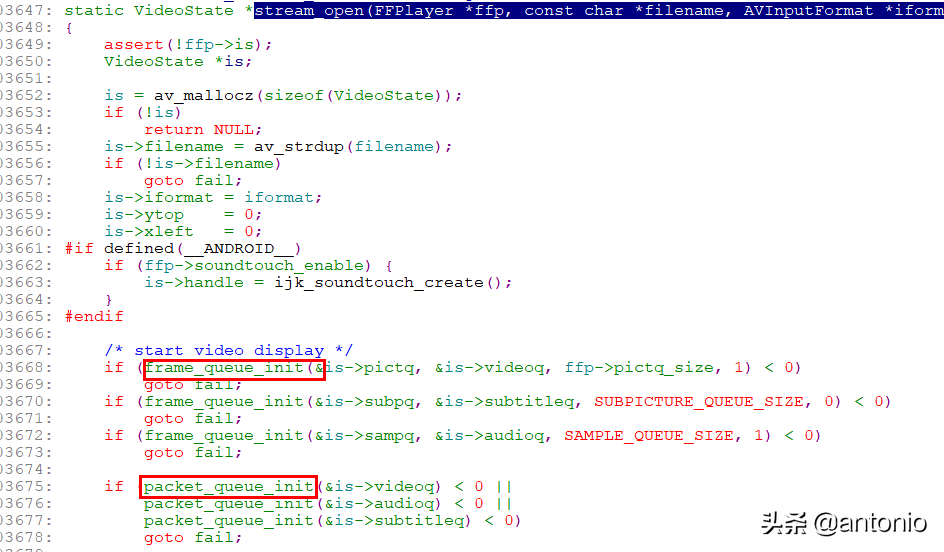 03647: static VideoState *stream_open(FFPlayer *ffp, const char *filename, AVInputFormat *iform
03648: {
03649:     assert(!ffp->is);
03650:     VideoState *is;
03651:
03652:     is = av_mallocz(sizeof(VideoState));
03653:     if (!is)
03654:         return NULL;
03655:     is->filename = av_strdup(filename);
03656:     if (!is->filename)
03657:         goto fail;
03658:     is->iformat = iformat;
03659:     is->ytop    = 0;
03660:     is->xleft   = 0;
03661: #if defined(__ANDROID__)
03662:     if (ffp->soundtouch_enable) {
03663:         is->handle = ijk_soundtouch_create();
03664:     }
03665: #endif
03666:
03667:     /* start video display */
03668:     if (frame_queue_init(&is->pictq, &is->videoq, ffp->pictq_size, 1) < 0)
03669:         goto fail;
03670:     if (frame_queue_init(&is->subpq, &is->subtitleq, SUBPICTURE_QUEUE_SIZE, 0) < 0)
03671:         goto fail;
03672:     if (frame_queue_init(&is->sampq, &is->audioq, SAMPLE_QUEUE_SIZE, 1) < 0)
03673:         goto fail;
03674:
03675:     if (packet_queue_init(&is->videoq) < 0 ||
03676:         packet_queue_init(&is->audioq) < 0 ||
03677:         packet_queue_init(&is->subtitleq) < 0)
03678:         goto fail;
头条 @antonio